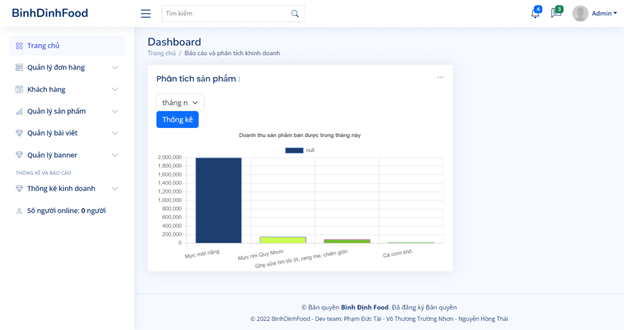 BinhDinhFood
Tìm kiếm
4
3
Admin
Trang chủ
Quản lý đơn hàng
Khách hàng
Quản lý sản phẩm
Quản lý bài viết
Quản lý banner
THỐNG KÊ VÀ BÁO CÁO
Thống kê kinh doanh
Số người online: 0 người
Dashboard
Trang chủ / Báo cáo và phân tích khinh doanh
Phân tích sản phẩm |
tháng n
Thống kê
Doanh thu sản phẩm bán được trong tháng này
null
2,000,000
1,800,000
1,600,000
1,400,000
1,200,000
1,000,000
800,000
600,000
400,000
200,000
0
Mực một nắng
Mực rim Quy Nhơn
Ghẹ sữa rim tỏi ớt, rang me, chiên giòn
Cá cơm khô
© Bản quyền Bình Định Food. Đã đăng ký Bản quyền
© 2022 BinhDinhFood - Dev team: Phạm Đức Tài - Võ Thương Trường Nhơn - Nguyễn Hồng Thái